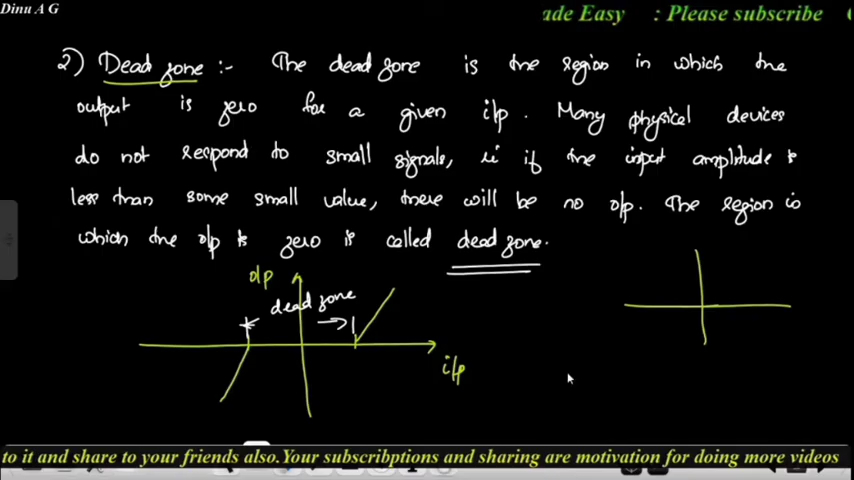 Dinu A G
ade Easy : Please subscribe
2) Dead zone :- The dead zone is the region in which the
output is zero for a given i/p. Many physical devices
do not respond to small signals, ie if the input amplitude is
less than some small value, there will be no o/p. The region in
which the o/p is zero is called dead zone.
o/p
dead zone
i/p
to it and share to your friends also.Your subscribptions and sharing are motivation for doing more videos